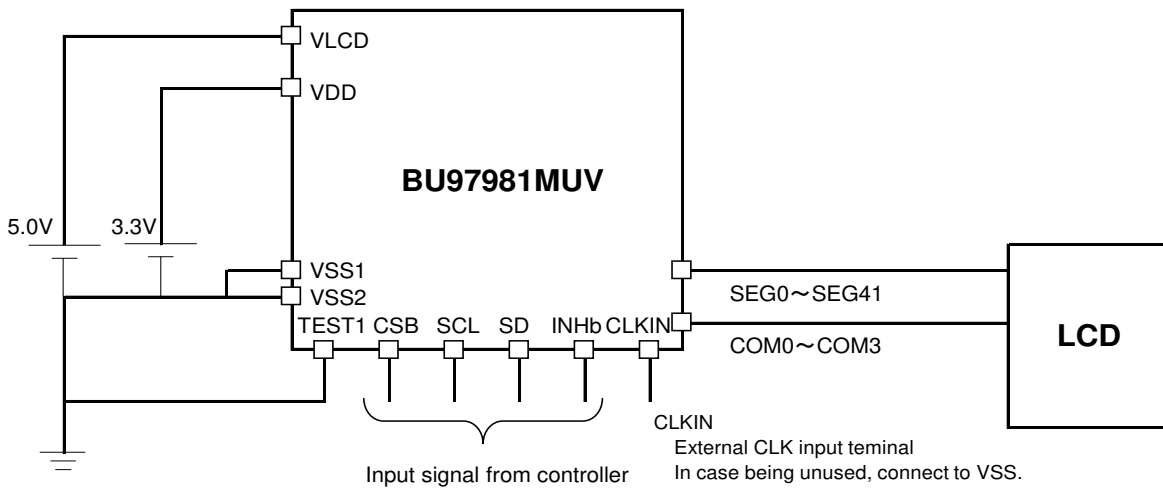 VLCD
VDD
BU97981MUV
5.0V 3.3V
VSS1
VSS2
TEST1 CSB SCL SD INHb CLKIN
SEG0～SEG41
COM0～COM3
LCD
CLKIN
External CLK input teminal
In case being unused, connect to VSS.
Input signal from controller